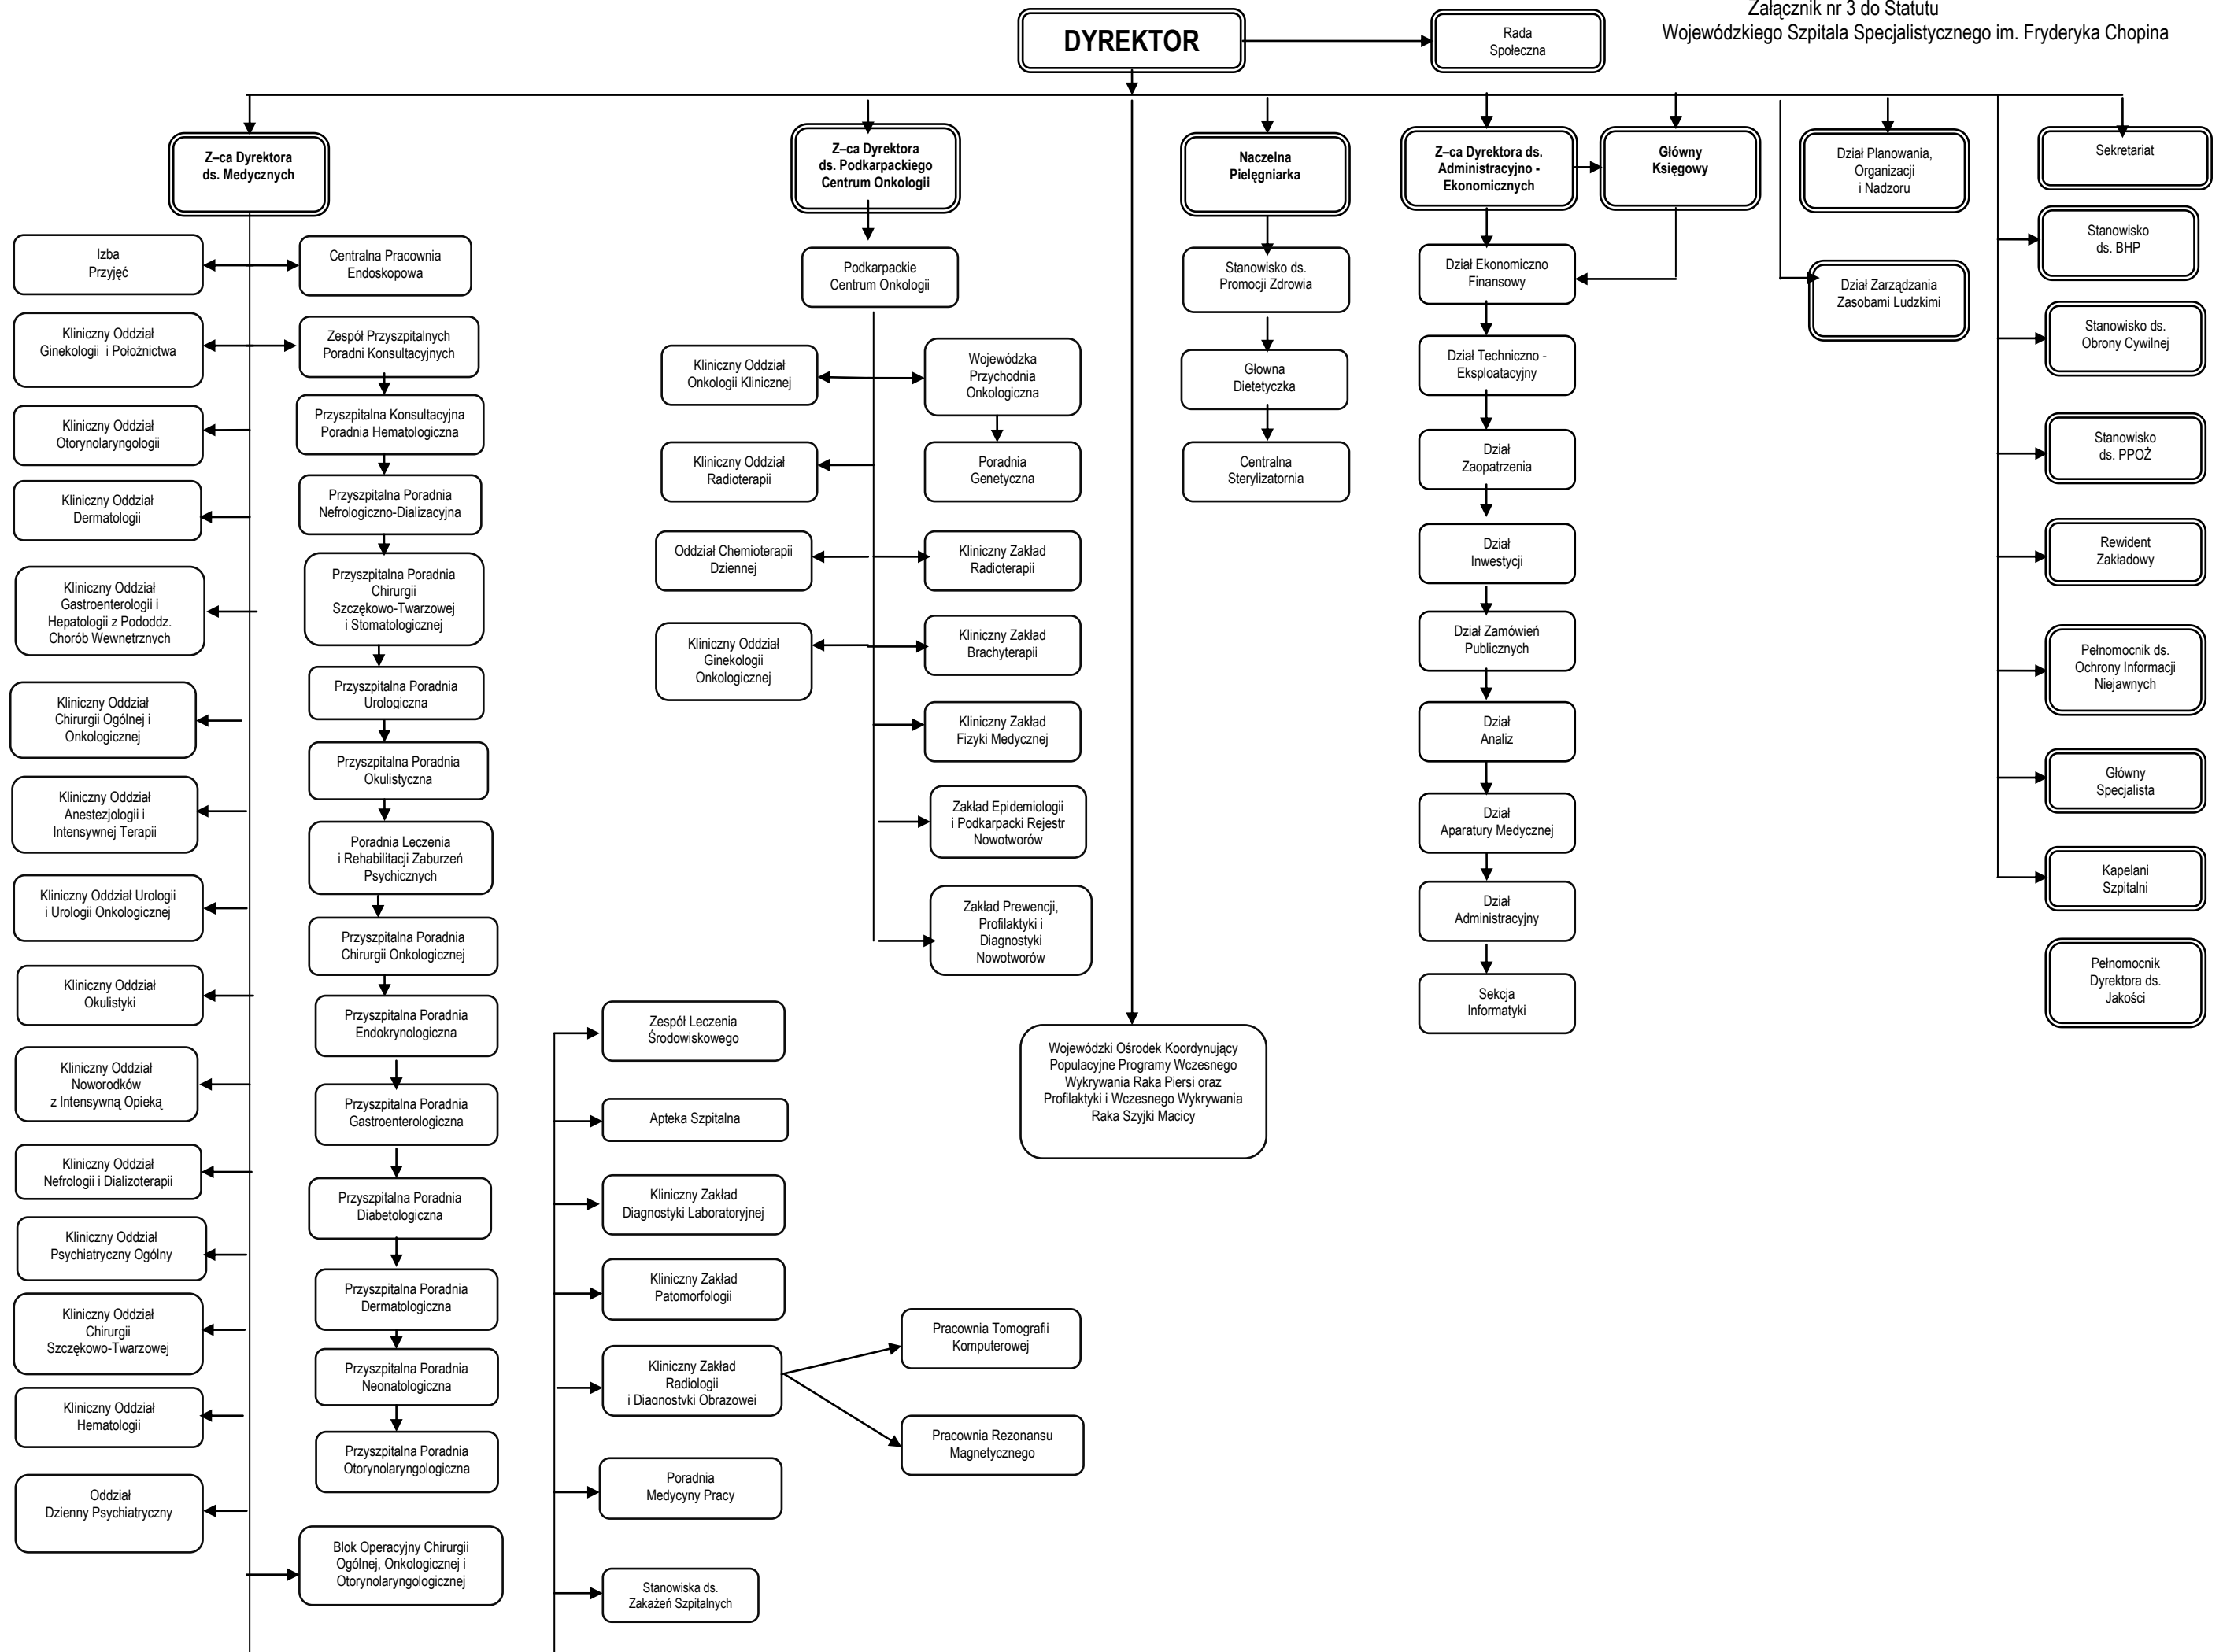 Załącznik nr 3 do Statutu
Wojewódzkiego Szpitala Specjalistycznego im. Fryderyka Chopina
DYREKTOR
Rada
Społeczna
Z–ca Dyrektora
ds. Medycznych
Z–ca Dyrektora
ds. Podkarpackiego
Centrum Onkologii
Naczelna
Pielęgniarka
Z–ca Dyrektora ds.
Administracyjno -
Ekonomicznych
Główny
Księgowy
Dział Planowania,
Organizacji
i Nadzoru
Sekretariat
Izba
Przyjęć
Kliniczny Oddział
Ginekologii i Położnictwa
Kliniczny Oddział
Otorynolaryngologii
Kliniczny Oddział
Dermatologii
Kliniczny Oddział
Gastroenterologii i
Hepatologii z Pododdz.
Chorób Wewnętrznych
Kliniczny Oddział
Chirurgii Ogólnej i
Onkologicznej
Kliniczny Oddział
Anestezjologii i
Intensywnej Terapii
Kliniczny Oddział Urologii
i Urologii Onkologicznej
Kliniczny Oddział
Okulistyki
Kliniczny Oddział
Noworodków
z Intensywną Opieką
Kliniczny Oddział
Nefrologii i Dializoterapii
Kliniczny Oddział
Psychiatryczny Ogólny
Kliniczny Oddział
Chirurgii
Szczękowo-Twarzowej
Kliniczny Oddział
Hematologii
Oddział
Dzienny Psychiatryczny
Centralna Pracownia
Endoskopowa
Zespół Przyszpitalnych
Poradni Konsultacyjnych
Przyszpitalna Konsultacyjna
Poradnia Hematologiczna
Przyszpitalna Poradnia
Nefrologiczno-Dializacyjna
Przyszpitalna Poradnia
Chirurgii
Szczękowo-Twarzowej
i Stomatologicznej
Przyszpitalna Poradnia
Urologiczna
Przyszpitalna Poradnia
Okulistyczna
Poradnia Leczenia
i Rehabilitacji Zaburzeń
Psychicznych
Przyszpitalna Poradnia
Chirurgii Onkologicznej
Przyszpitalna Poradnia
Endokrynologiczna
Przyszpitalna Poradnia
Gastroenterologiczna
Przyszpitalna Poradnia
Diabetologiczna
Przyszpitalna Poradnia
Dermatologiczna
Przyszpitalna Poradnia
Neonatologiczna
Przyszpitalna Poradnia
Otorynolaryngologiczna
Blok Operacyjny Chirurgii
Ogólnej, Onkologicznej i
Otorynolaryngologicznej
Zespół Leczenia
Środowiskowego
Apteka Szpitalna
Kliniczny Zakład
Diagnostyki Laboratoryjnej
Kliniczny Zakład
Patomorfologii
Kliniczny Zakład
Radiologii
i Diagnostyki Obrazowej
Poradnia
Medycyny Pracy
Stanowiska ds.
Zakażeń Szpitalnych
Pracownia Tomografii
Komputerowej
Pracownia Rezonansu
Magnetycznego
Podkarpackie
Centrum Onkologii
Kliniczny Oddział
Onkologii Klinicznej
Kliniczny Oddział
Radioterapii
Oddział Chemioterapii
Dziennej
Kliniczny Oddział
Ginekologii
Onkologicznej
Wojewódzka
Przychodnia
Onkologiczna
Poradnia
Genetyczna
Kliniczny Zakład
Radioterapii
Kliniczny Zakład
Brachyterapii
Kliniczny Zakład
Fizyki Medycznej
Zakład Epidemiologii
i Podkarpacki Rejestr
Nowotworów
Zakład Prewencji,
Profilaktyki i
Diagnostyki
Nowotworów
Wojewódzki Ośrodek Koordynujący
Populacyjne Programy Wczesnego
Wykrywania Raka Piersi oraz
Profilaktyki i Wczesnego Wykrywania
Raka Szyjki Macicy
Stanowisko ds.
Promocji Zdrowia
Głowna
Dietetyczka
Centralna
Sterylizatornia
Dział Ekonomiczno
Finansowy
Dział Techniczno -
Eksploatacyjny
Dział
Zaopatrzenia
Dział
Inwestycji
Dział Zamówień
Publicznych
Dział
Analiz
Dział
Aparatury Medycznej
Dział
Administracyjny
Sekcja
Informatyki
Dział Zarządzania
Zasobami Ludzkimi
Stanowisko
ds. BHP
Stanowisko ds.
Obrony Cywilnej
Stanowisko
ds. PPOŻ
Rewident
Zakładowy
Pełnomocnik ds.
Ochrony Informacji
Niejawnych
Główny
Specjalista
Kapelani
Szpitalni
Pełnomocnik
Dyrektora ds.
Jakości